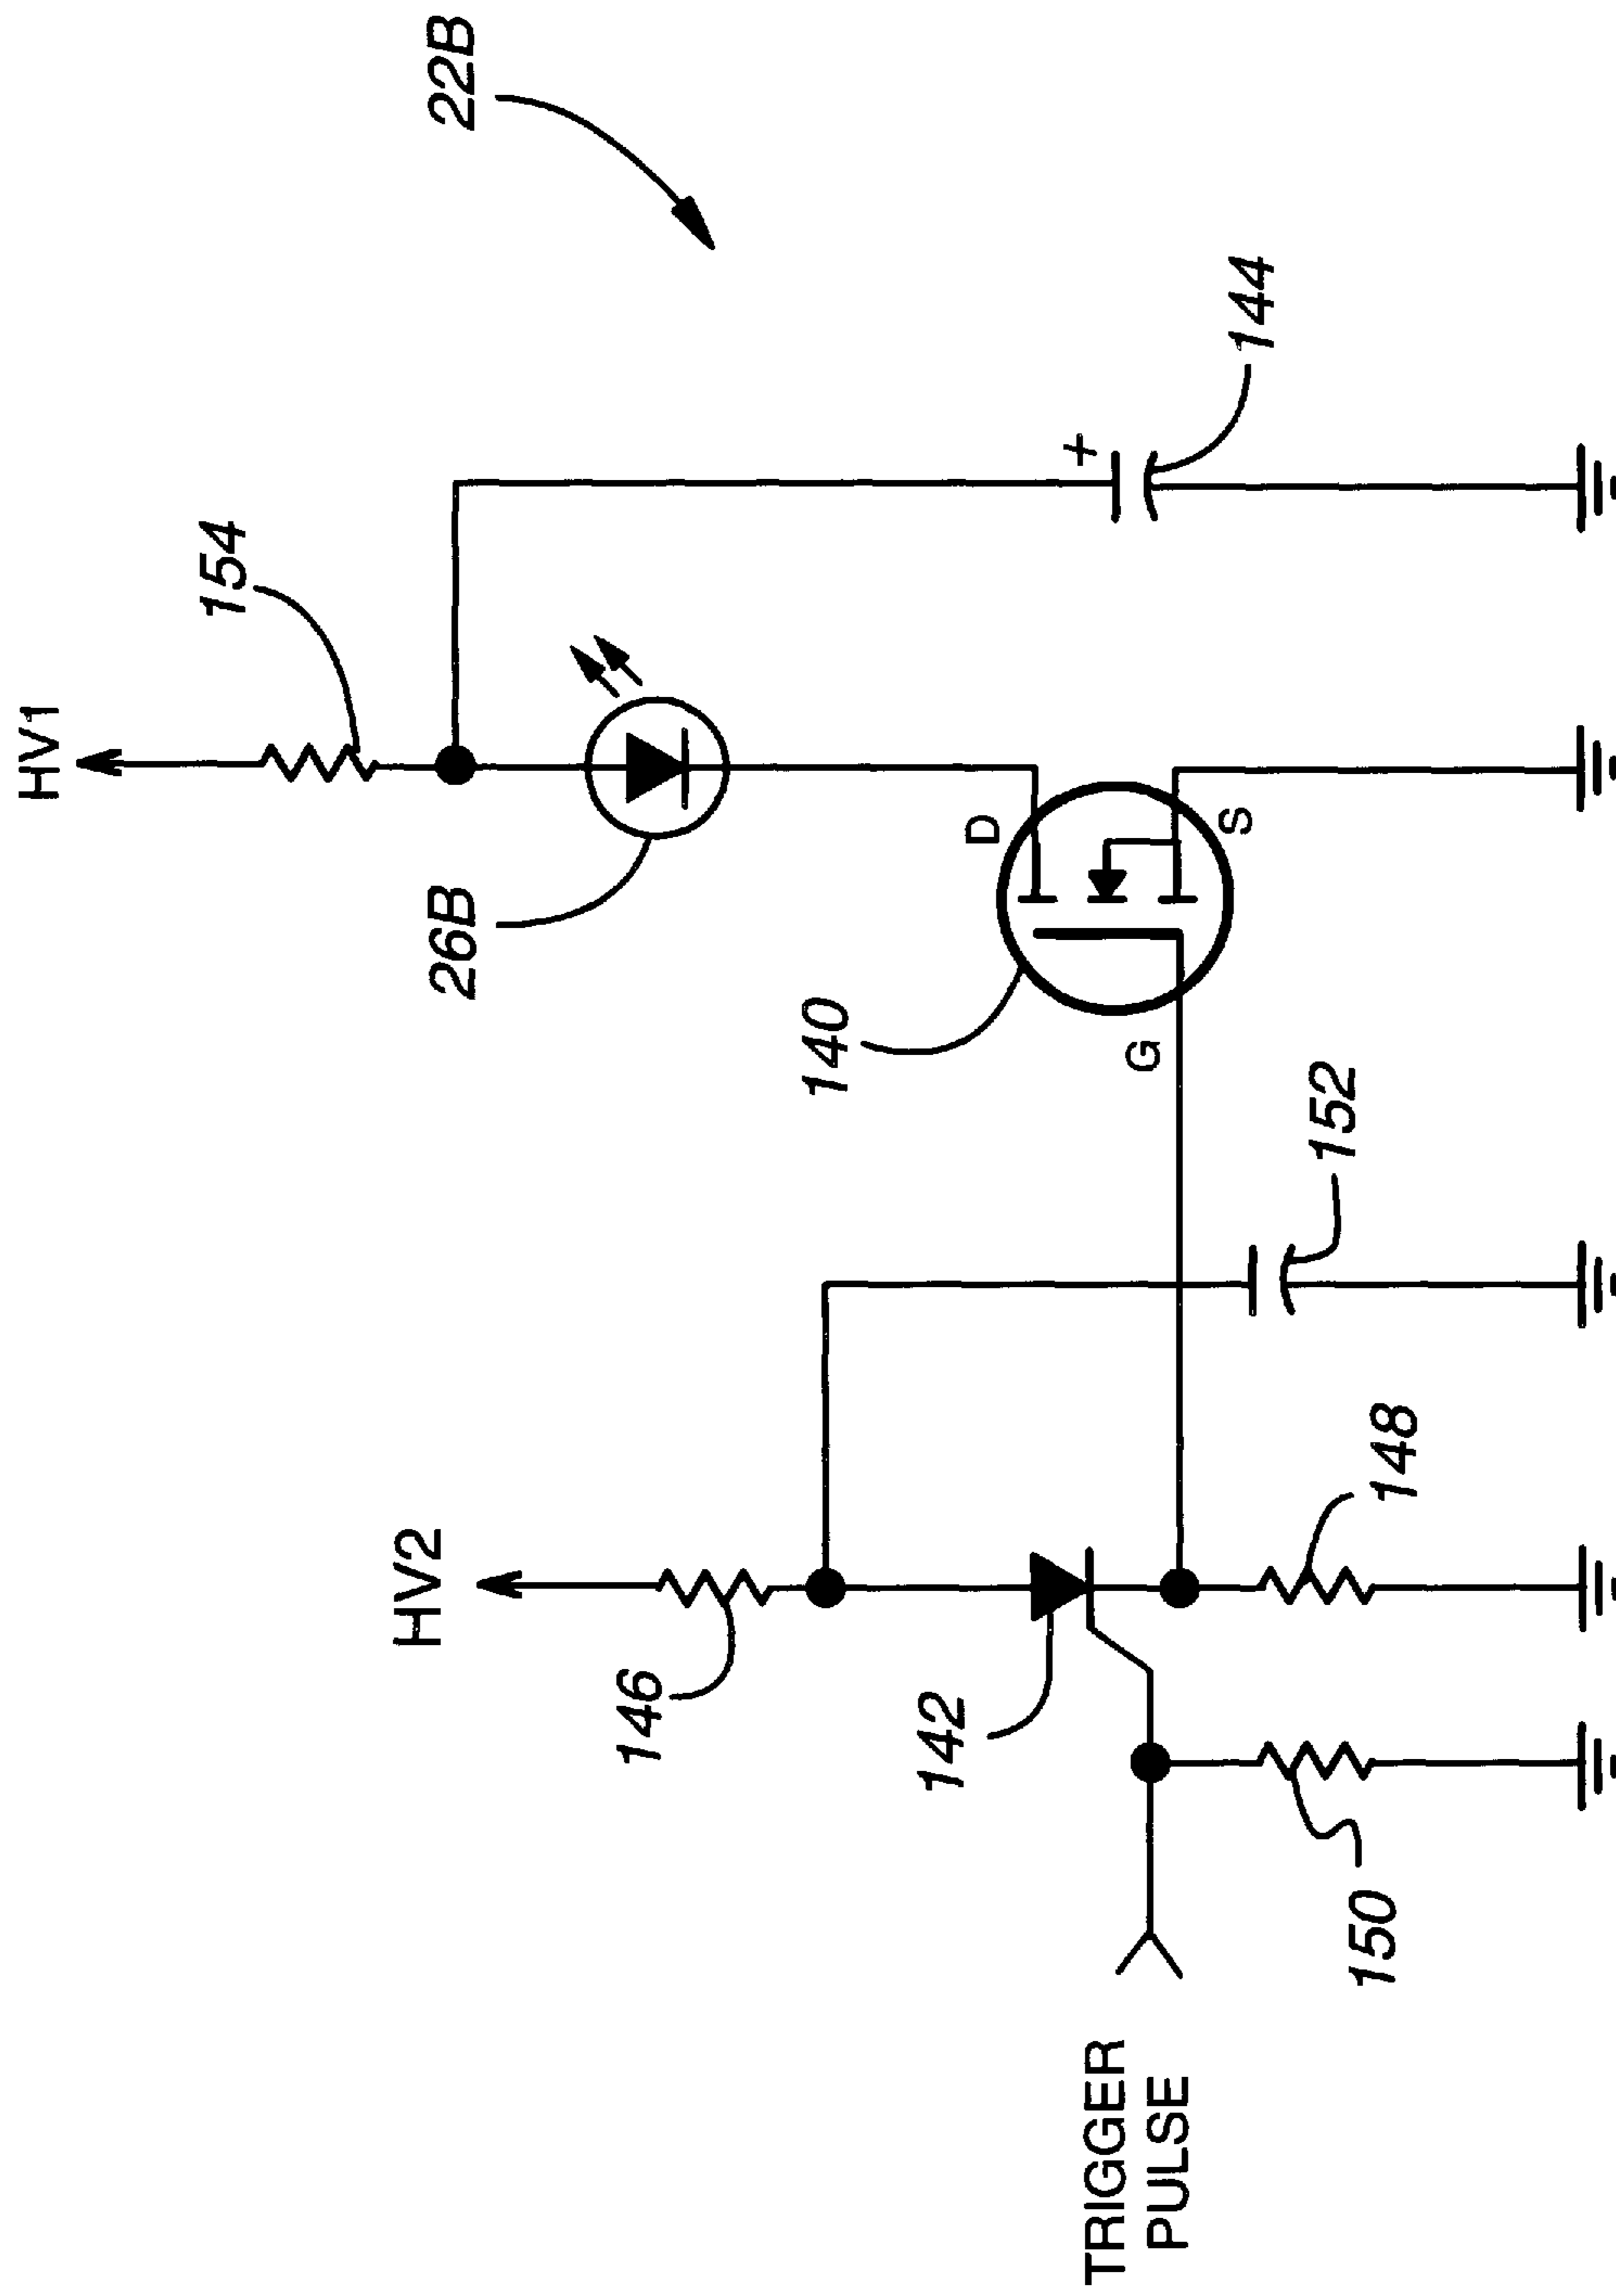 HV1
154
22B
HV2
26B
146
140
D
142
G
S
144
152
148
150
+
TRIGGER
PULSE